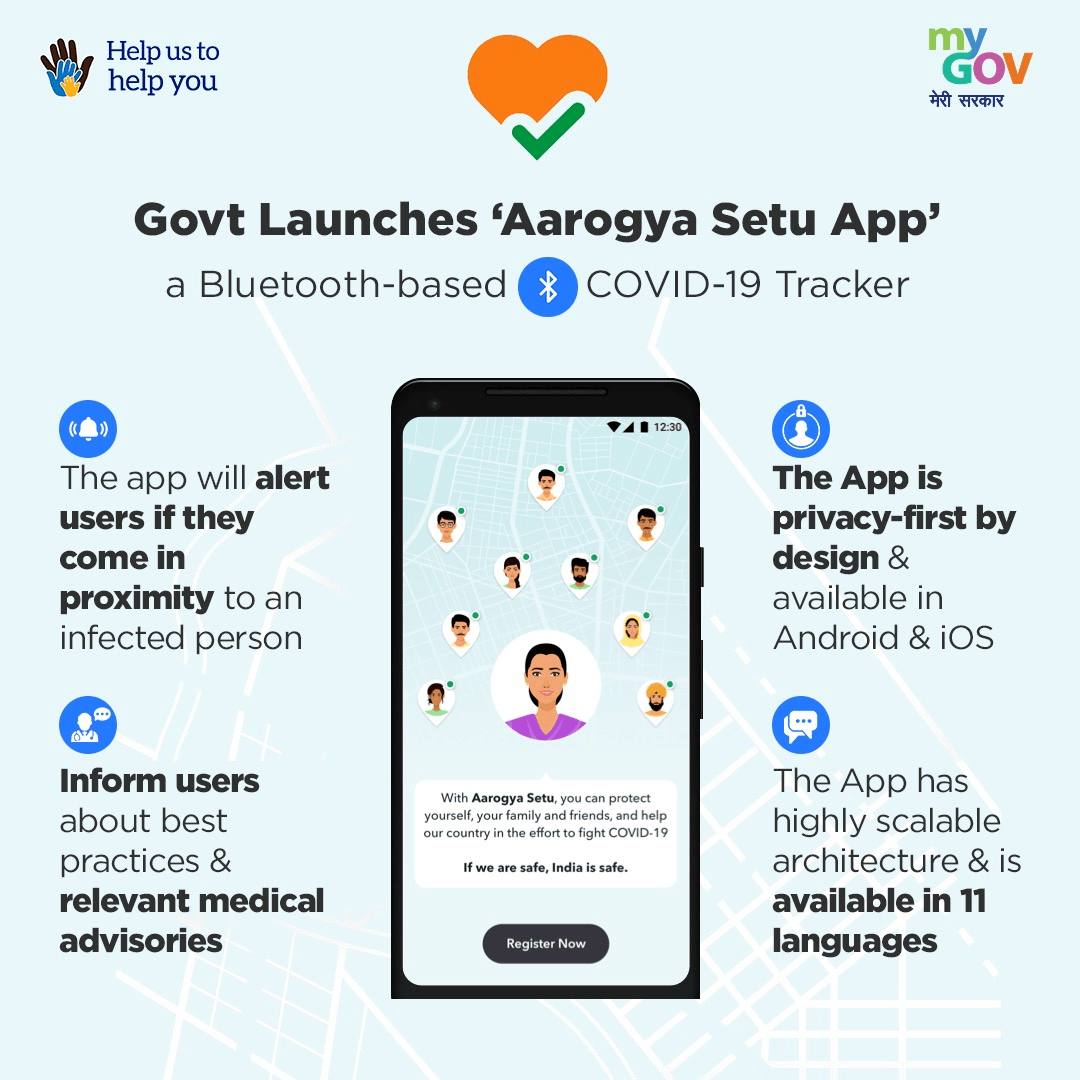 Help us to
help you
my
GOV
मेरी सरकार
Govt Launches ‘Aarogya Setu App’
a Bluetooth-based COVID-19 Tracker
The app will alert
users if they
come in
proximity to an
infected person
Inform users
about best
practices &
relevant medical
advisories
12:30
With Aarogya Setu, you can protect
yourself, your family and friends, and help
our country in the effort to fight COVID-19
If we are safe, India is safe.
Register Now
The App is
privacy-first by
design &
available in
Android & iOS
The App has
highly scalable
architecture & is
available in 11
languages